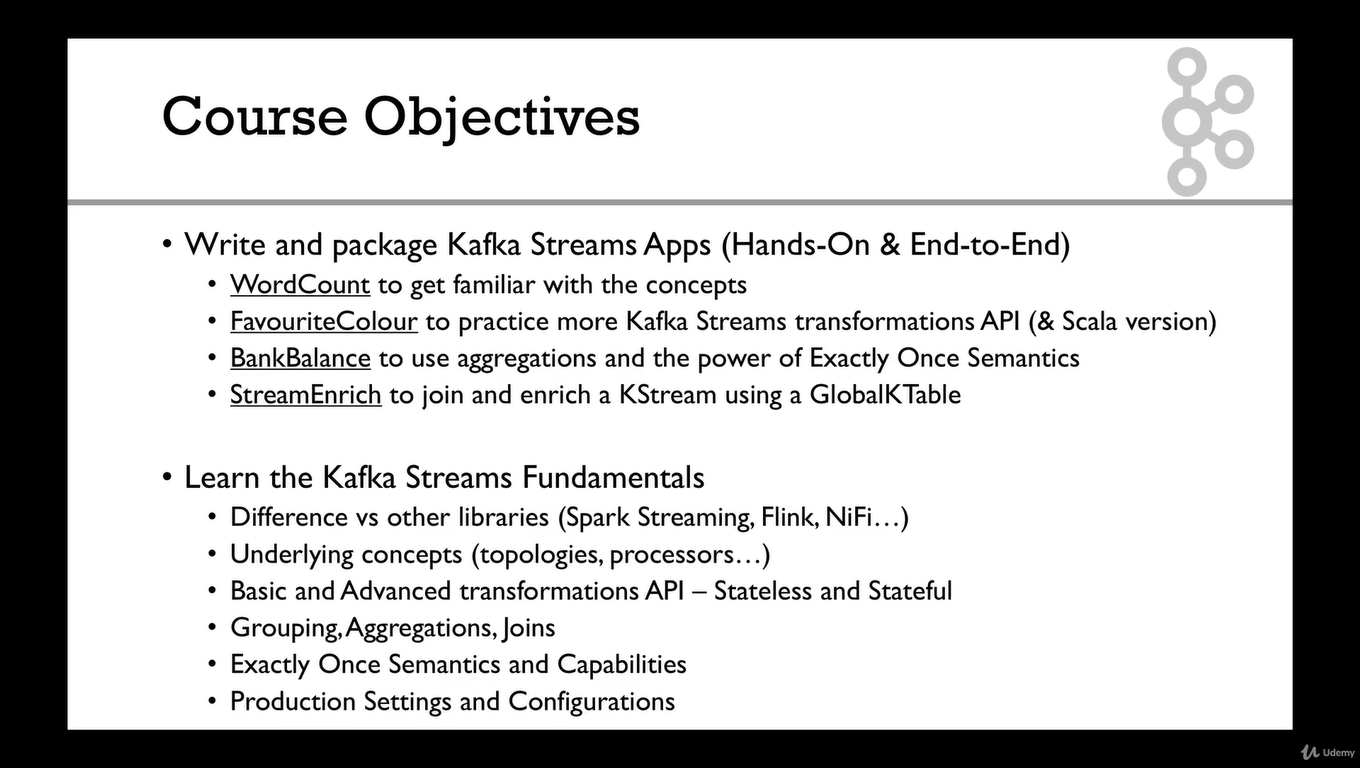 Course Objectives
• Write and package Kafka Streams Apps (Hands-On & End-to-End)
• WordCount to get familiar with the concepts
• FavouriteColour to practice more Kafka Streams transformations API (& Scala version)
• BankBalance to use aggregations and the power of Exactly Once Semantics
• StreamEnrich to join and enrich a KStream using a GlobalKTable
• Learn the Kafka Streams Fundamentals
• Difference vs other libraries (Spark Streaming, Flink, NiFi…)
• Underlying concepts (topologies, processors…)
• Basic and Advanced transformations API – Stateless and Stateful
• Grouping, Aggregations, Joins
• Exactly Once Semantics and Capabilities
• Production Settings and Configurations
Udemy